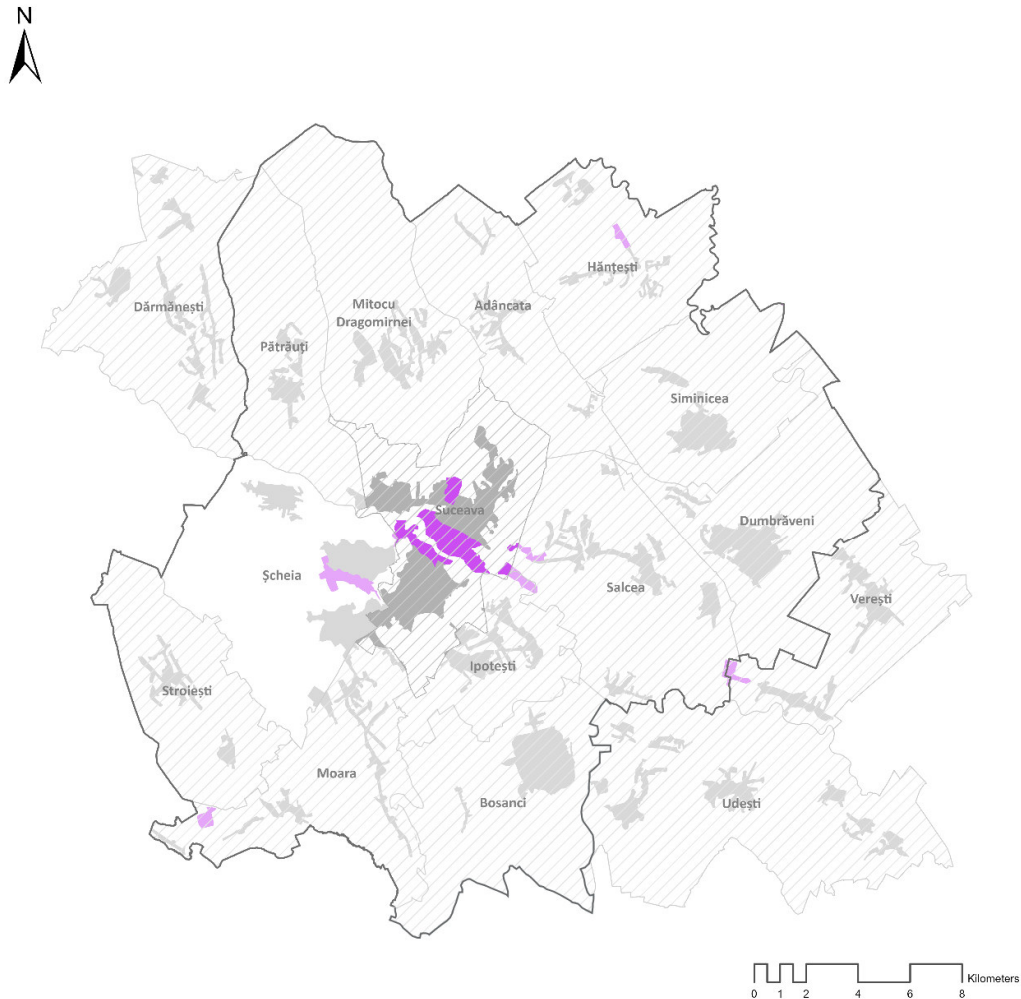 N
Hănțești
Dărmănești
Mitocu
Dragomirnei
Adâncata
Pătrăuți
Siminicea
Suceava
Dumbrăveni
Șcheia
Salcea
Verești
Ipotești
Stroiești
Moara
Bosanci
Udești
Kilometers
0 1 2 4 6 8